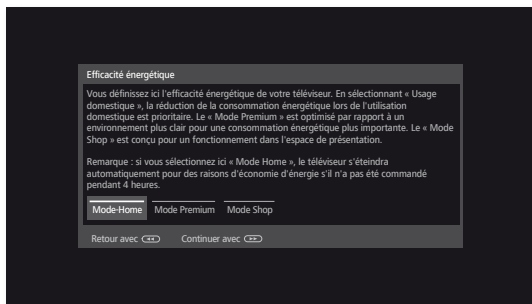 Efficacité énergétique
Vous définissez ici l'efficacité énergétique de votre téléviseur. En sélectionnant « Usage
domestique », la réduction de la consommation énergétique lors de l'utilisation
domestique est prioritaire. Le « Mode Premium » est optimisé par rapport à un
environnement plus clair pour une consommation énergétique plus importante. Le « Mode
Shop » est conçu pour un fonctionnement dans l'espace de présentation.
Remarque : si vous sélectionnez ici « Mode Home », le téléviseur s'éteindra
automatiquement pour des raisons d'économie d'énergie s'il n'a pas été commandé
pendant 4 heures.
Mode-Home Mode Premium Mode Shop
Retour avec Continuer avec